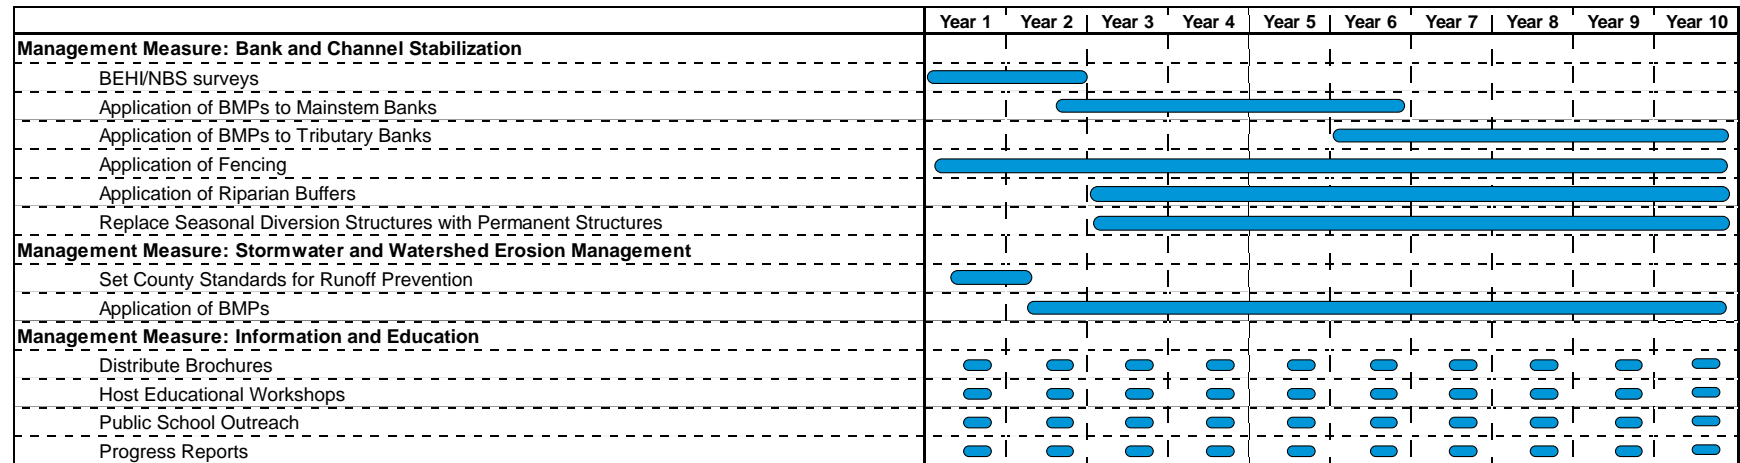 Year 1 Year 2 Year 3 Year 4 Year 5 Year 6 Year 7 Year 8 Year 9 Year 10
Management Measure: Bank and Channel Stabilization
BEHI/NBS surveys
Application of BMPs to Mainstem Banks
Application of BMPs to Tributary Banks
Application of Fencing
Application of Riparian Buffers
Replace Seasonal Diversion Structures with Permanent Structures
Management Measure: Stormwater and Watershed Erosion Management
Set County Standards for Runoff Prevention
Application of BMPs
Management Measure: Information and Education
Distribute Brochures
Host Educational Workshops
Public School Outreach
Progress Reports